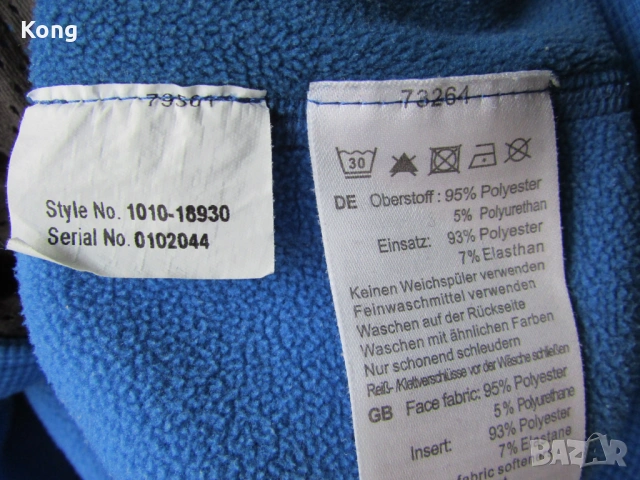 Kong
73264
Style No. 1010-18930
Serial No. 0102044
30
DE Oberstoff: 95% Polyester
5% Polyurethan
Einsatz: 93% Polyester
7% Elasthan
Keinen Weichspüler verwenden
Feinwaschmittel verwenden
Waschen auf der Rückseite
Waschen mit ähnlichen Farben
Nur schonend schleudern
Reiß- /Klettverschlüsse vor der Wäsche schließen
GB Face fabric: 95% Polyester
5% Polyurethane
Insert: 93% Polyester
7% Elastane
fabric
BAZAR